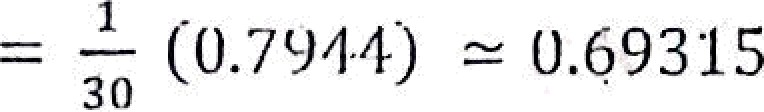 = 1/30 (0.7944) ≃ 0.69315